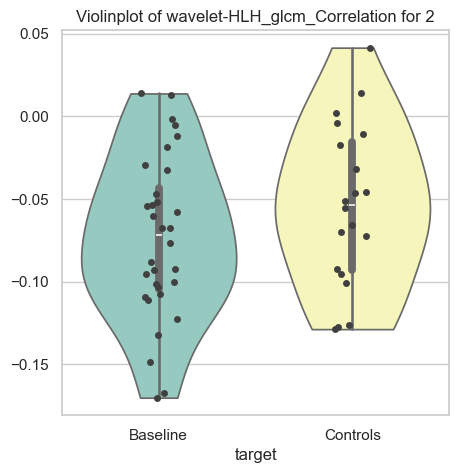 Violinplot of wavelet-HLH_glcm_Correlation for 2
0.05
0.00
−0.05
−0.10
−0.15
Baseline
Controls
target